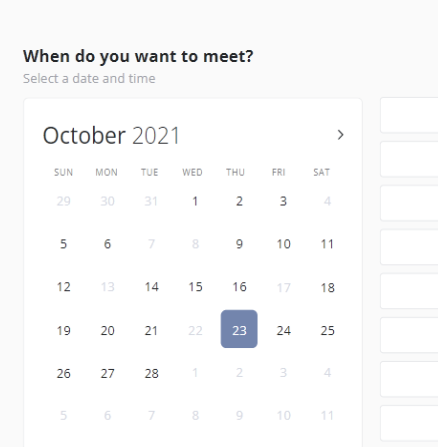 When do you want to meet?
Select a date and time
October 2021
SUN MON TUE WED THU FRI SAT
29 30 31 1 2 3 4
5 6 7 8 9 10 11
12 13 14 15 16 17 18
19 20 21 22 23 24 25
26 27 28 1 2 3 4
5 6 7 8 9 10 11